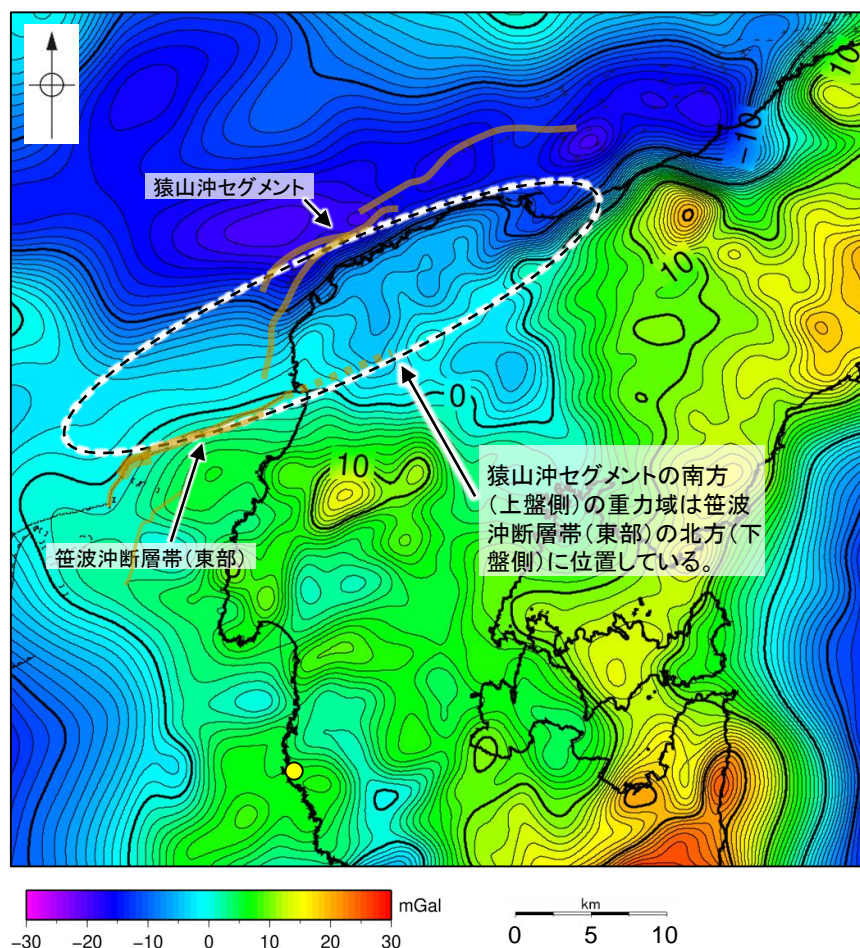 10
-10
猿山沖セグメント
10
0
10
猿山沖セグメントの南方
(上盤側)の重力域は笹波
沖断層帯(東部)の北方(下
盤側)に位置している。
笹波沖断層帯(東部)
mGal
-30 -20 -10 0 10 20 30
km
0 5 10